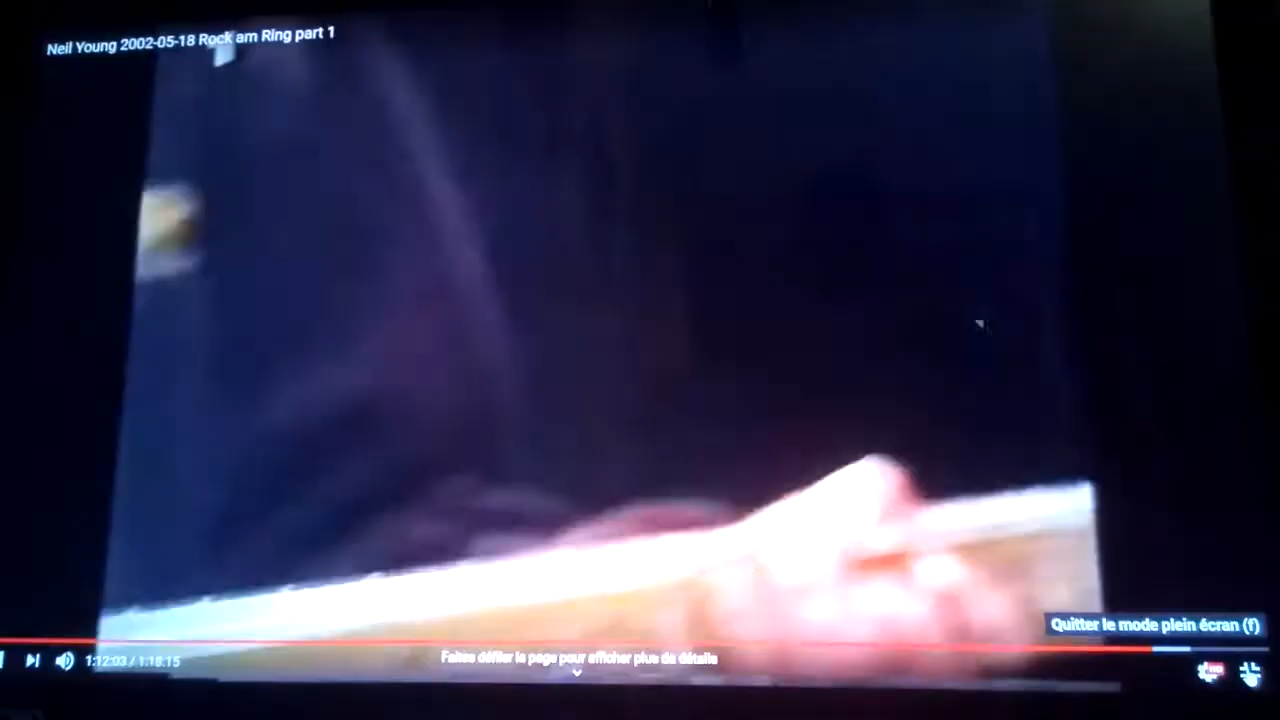 Neil Young 2002-05-18 Rock am Ring part 1
Quitter le mode plein écran (f)
1:12:03 / 1:18:15
Faites défiler la page pour afficher plus de détails
HD